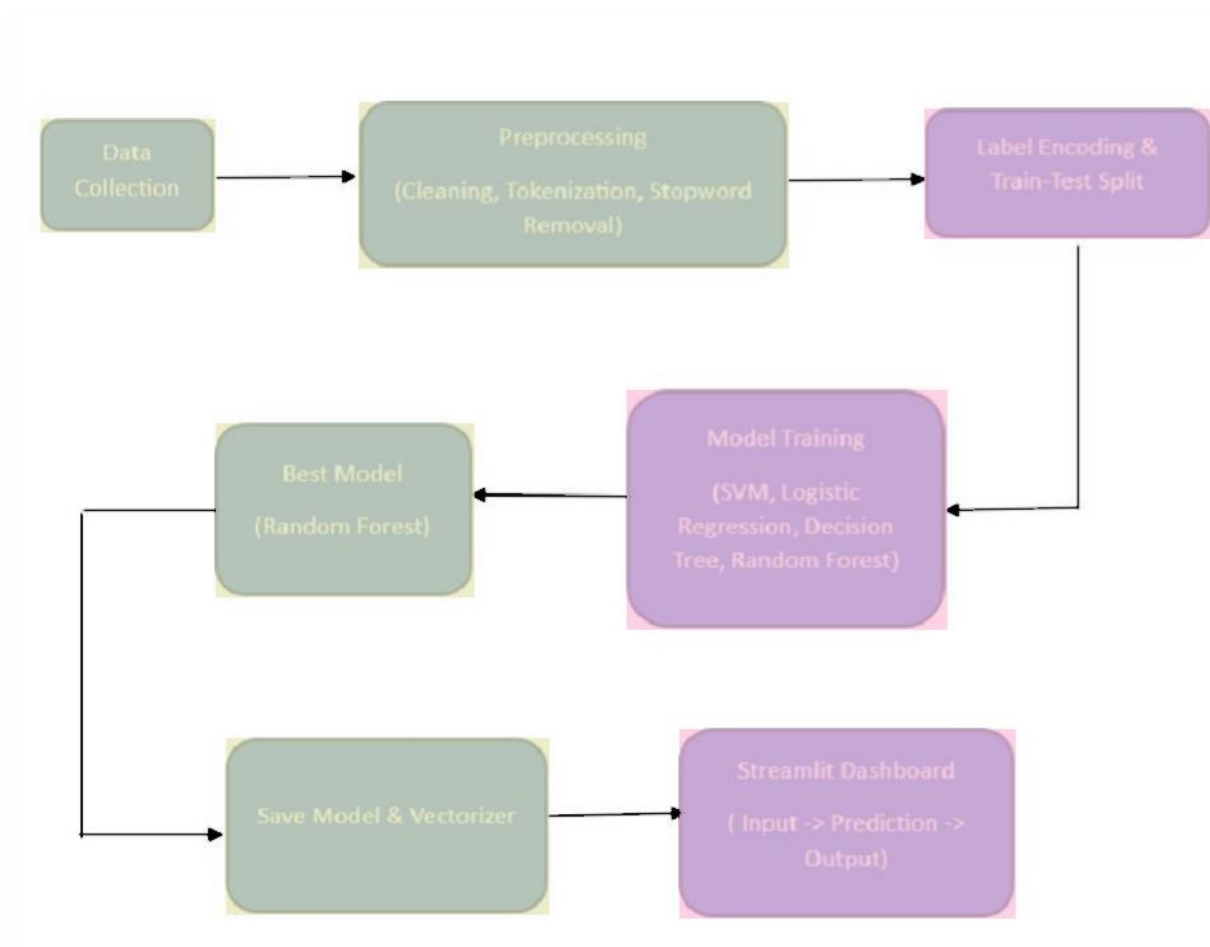 Data
Collection
Preprocessing
(Cleaning, Tokenization, Stopword
Removal)
Label Encoding &
Train-Test Split
Model Training
(SVM, Logistic
Regression, Decision
Tree, Random Forest)
Best Model
(Random Forest)
Save Model & Vectorizer
Streamlit Dashboard
( Input -> Prediction ->
Output)